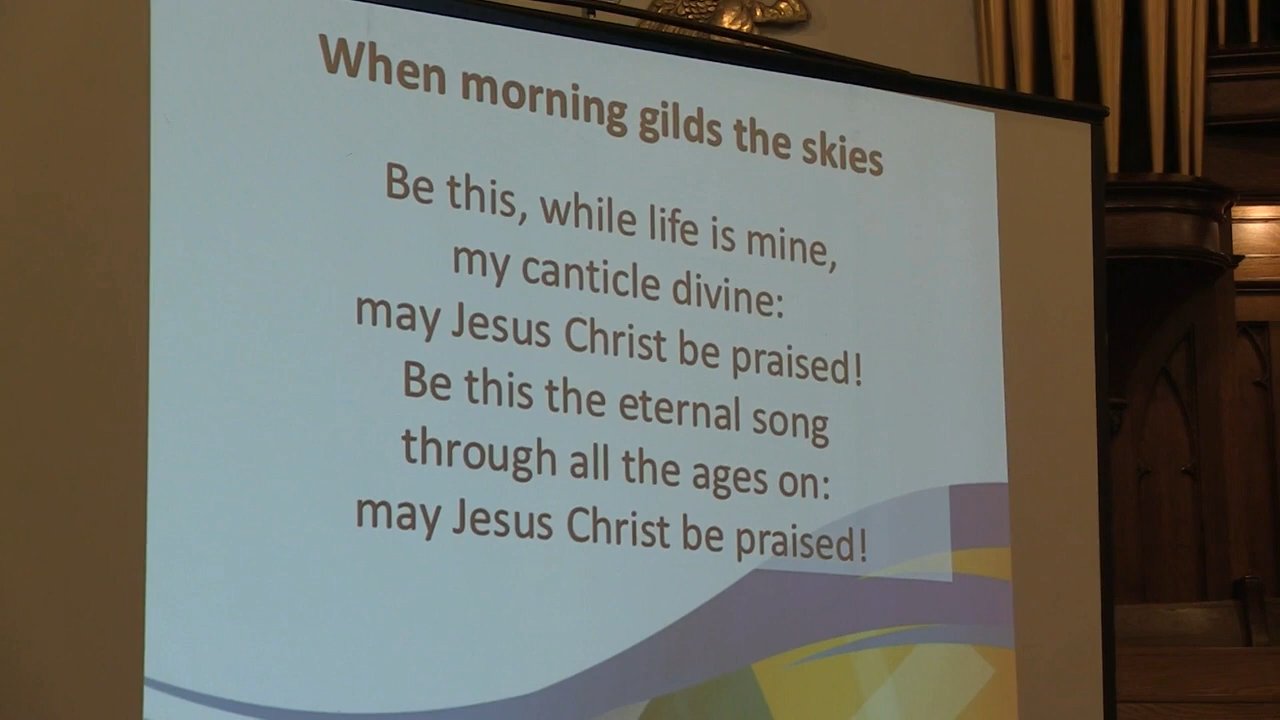 When morning gilds the skies
Be this, while life is mine,
my canticle divine:
may Jesus Christ be praised!
Be this the eternal song
through all the ages on:
may Jesus Christ be praised!